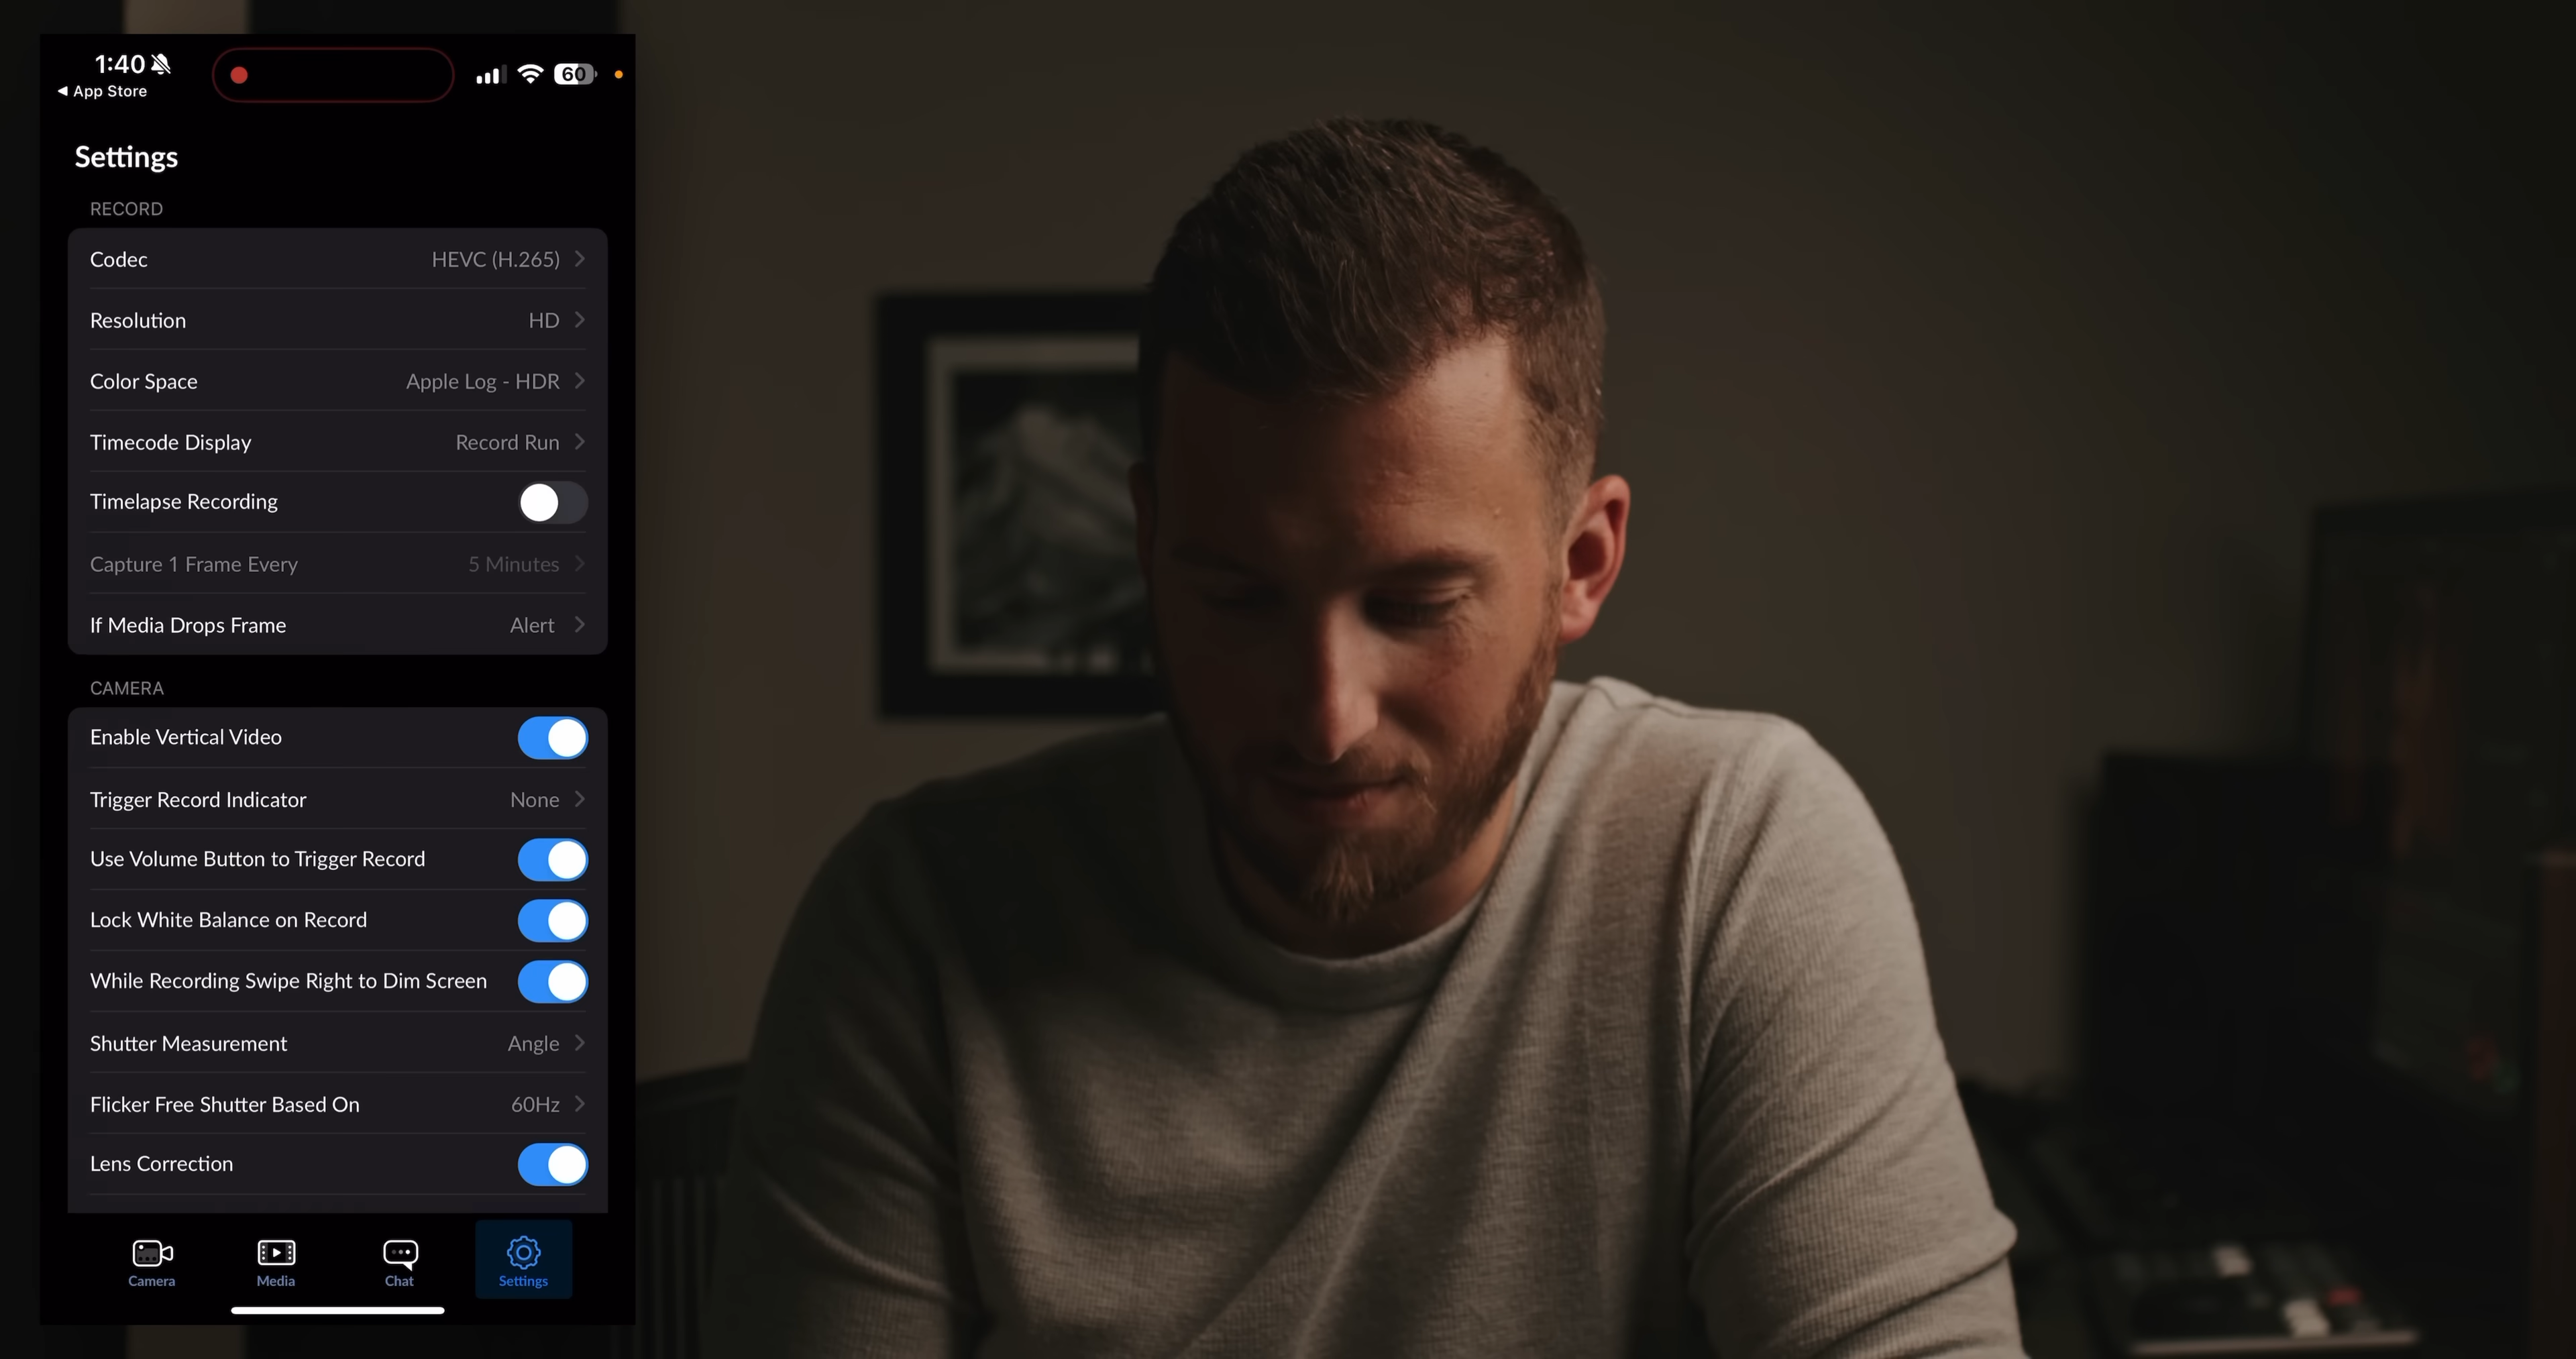 1:40
◀ App Store
60
Settings
RECORD
Codec HEVC (H.265)
Resolution HD
Color Space Apple Log - HDR
Timecode Display Record Run
Timelapse Recording
Capture 1 Frame Every 5 Minutes
If Media Drops Frame Alert
CAMERA
Enable Vertical Video
Trigger Record Indicator None
Use Volume Button to Trigger Record
Lock White Balance on Record
While Recording Swipe Right to Dim Screen
Shutter Measurement Angle
Flicker Free Shutter Based On 60Hz
Lens Correction
Camera Media Chat Settings